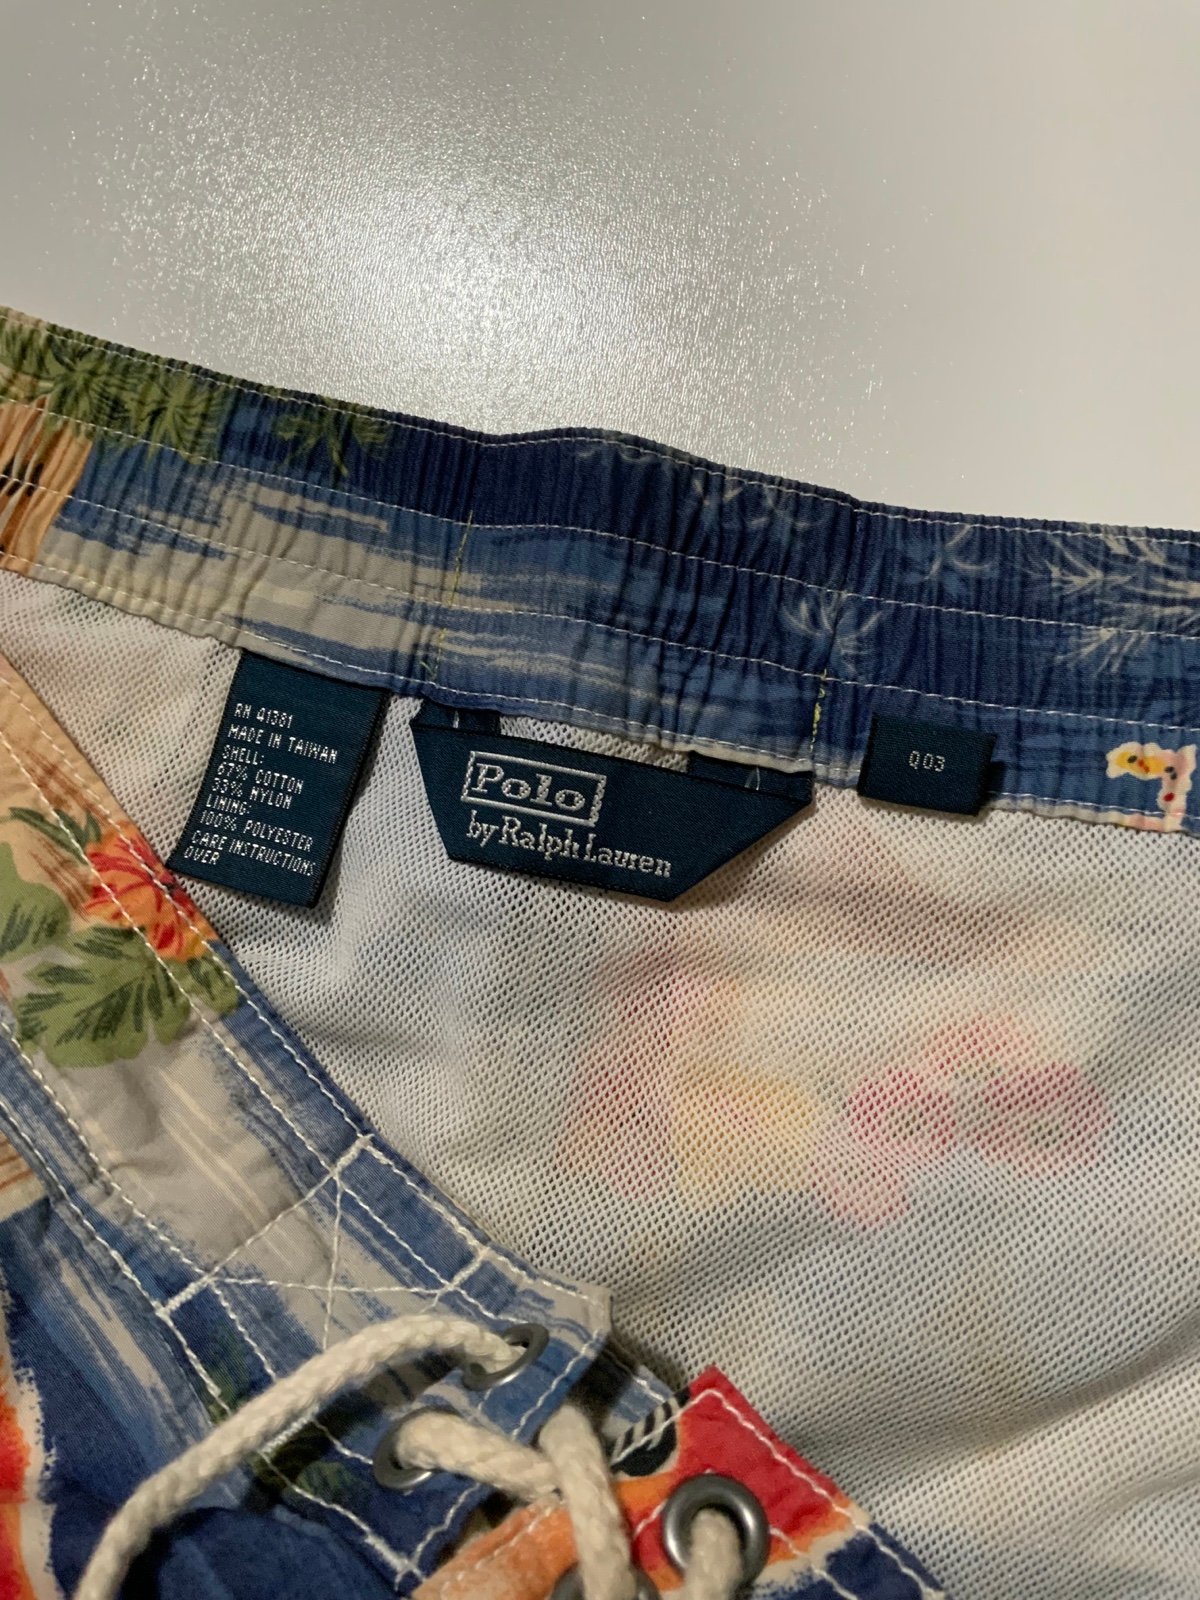 RN Q1381
MADE IN TAIWAN
SHELL:
67% COTTON
33% NYLON
LINING:
100% POLYESTER
CARE INSTRUCTIONS
OVER
Polo
by Ralph Lauren
Q03